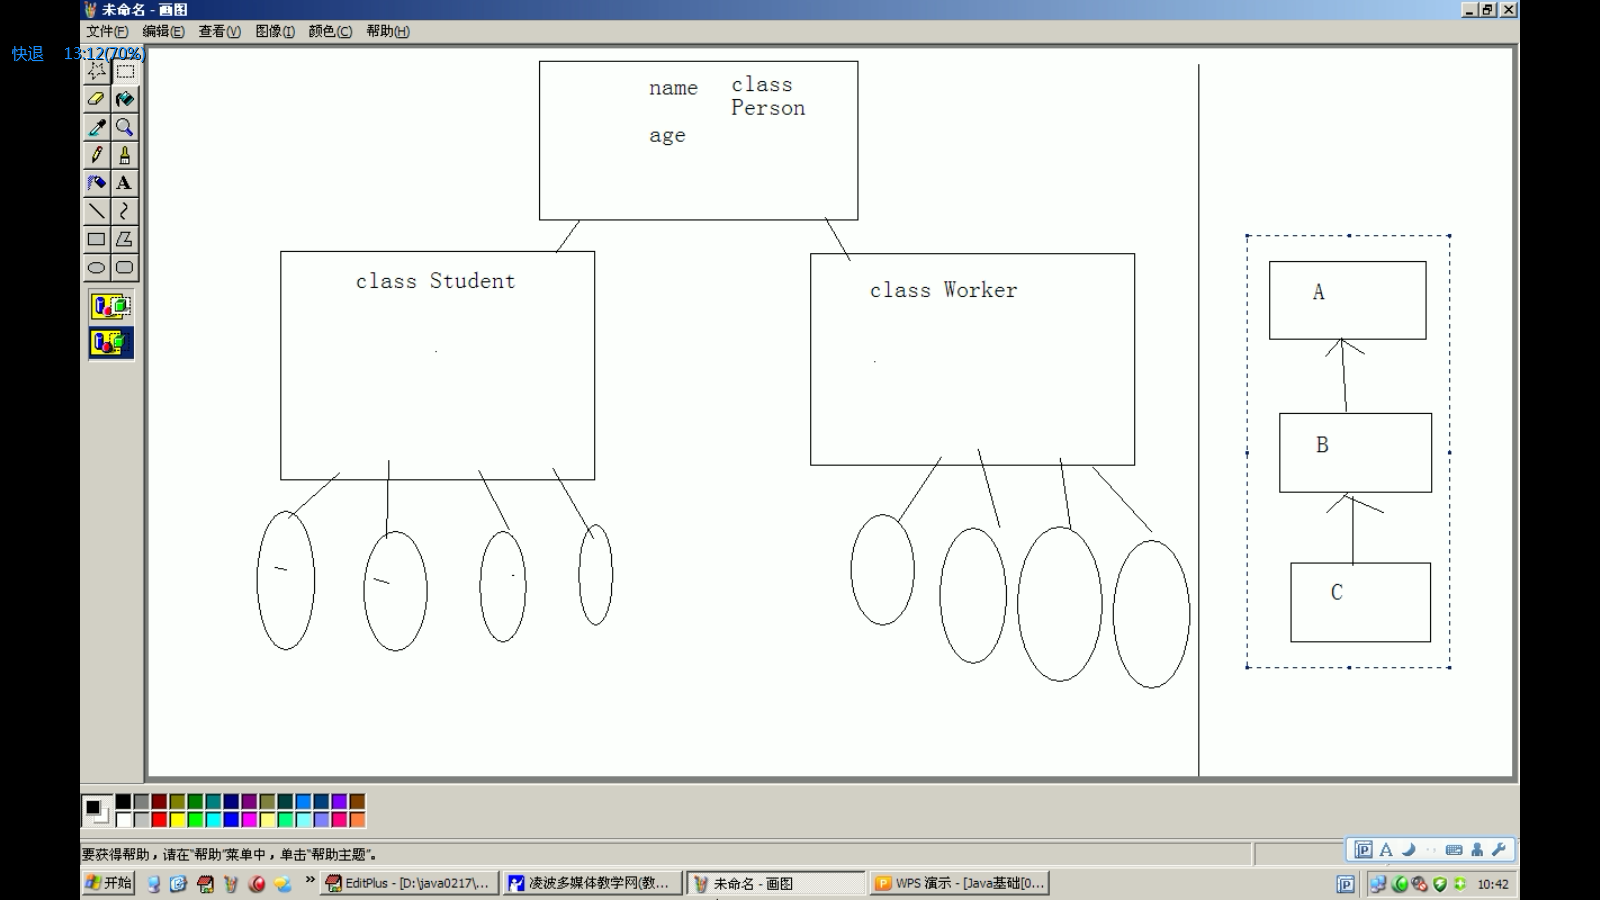 未命名 - 画图
文件(F) 编辑(E) 查看(V) 图像(I) 颜色(C) 帮助(H)
快退 13:12(70%)
name class
Person
age
class Student
class Worker
A
B
C
要获得帮助，请在“帮助”菜单中，单击“帮助主题”。
开始
EditPlus - [D:\java0217\...
凌波多媒体教学网(教...
未命名 - 画图
WPS 演示 - [Java基础[0...
10:42